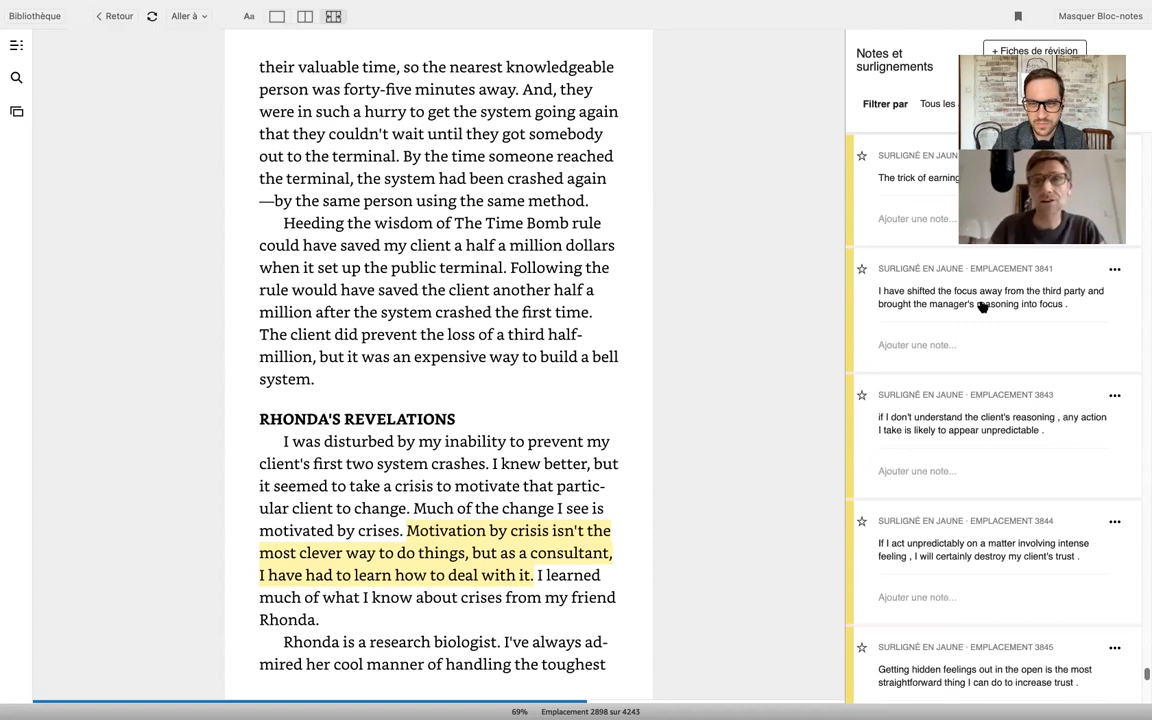 Bibliothèque
Retour
Aller à
Aa
Masquer Bloc-notes
their valuable time, so the nearest knowledgeable
person was forty-five minutes away. And, they
were in such a hurry to get the system going again
that they couldn't wait until they got somebody
out to the terminal. By the time someone reached
the terminal, the system had been crashed again
—by the same person using the same method.
Heeding the wisdom of The Time Bomb rule
could have saved my client a half a million dollars
when it set up the public terminal. Following the
rule would have saved the client another half a
million after the system crashed the first time.
The client did prevent the loss of a third half-
million, but it was an expensive way to build a bell
system.
RHONDA'S REVELATIONS
I was disturbed by my inability to prevent my
client's first two system crashes. I knew better, but
it seemed to take a crisis to motivate that partic-
ular client to change. Much of the change I see is
motivated by crises. Motivation by crisis isn't the
most clever way to do things, but as a consultant,
I have had to learn how to deal with it. I learned
much of what I know about crises from my friend
Rhonda.
Rhonda is a research biologist. I've always ad-
mired her cool manner of handling the toughest
Notes et
surlignements
+ Fiches de révision
Filtrer par
Tous les
SURLIGNÉ EN JAUN
The trick of earning
Ajouter une note...
SURLIGNÉ EN JAUNE · EMPLACEMENT 3841
I have shifted the focus away from the third party and
brought the manager's reasoning into focus .
Ajouter une note...
SURLIGNÉ EN JAUNE · EMPLACEMENT 3843
if I don't understand the client's reasoning , any action
I take is likely to appear unpredictable .
Ajouter une note...
SURLIGNÉ EN JAUNE · EMPLACEMENT 3844
If I act unpredictably on a matter involving intense
feeling , I will certainly destroy my client's trust .
Ajouter une note...
SURLIGNÉ EN JAUNE · EMPLACEMENT 3845
Getting hidden feelings out in the open is the most
straightforward thing I can do to increase trust .
69%
Emplacement 2898 sur 4243